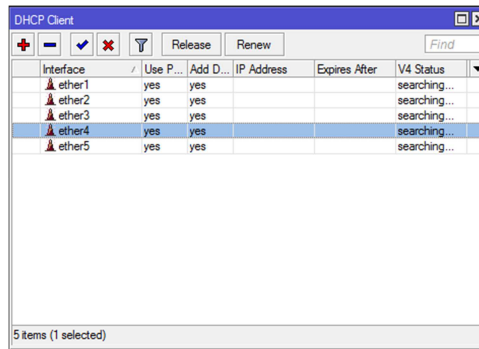 DHCP Client
Release Renew Find
Interface Use P... Add D... IP Address Expires After V4 Status
ether1 yes yes searching...
ether2 yes yes searching...
ether3 yes yes searching...
ether4 yes yes searching...
ether5 yes yes searching...
5 items (1 selected)